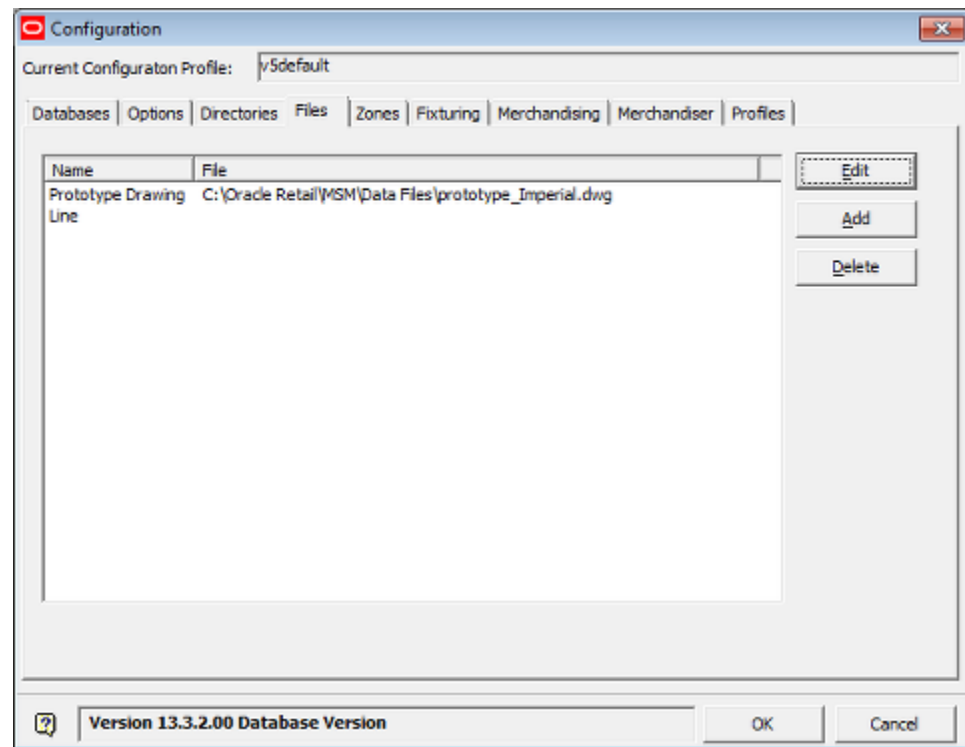 Configuration
Current Configuraton Profile: v5default
Databases Options Directories Files Zones Fixturing Merchandising Merchandiser Profiles
Name File
Prototype Drawing C:\Oracle Retail\MSM\Data Files\prototype_Imperial.dwg
Line
Edit
Add
Delete
Version 13.3.2.00 Database Version
OK Cancel